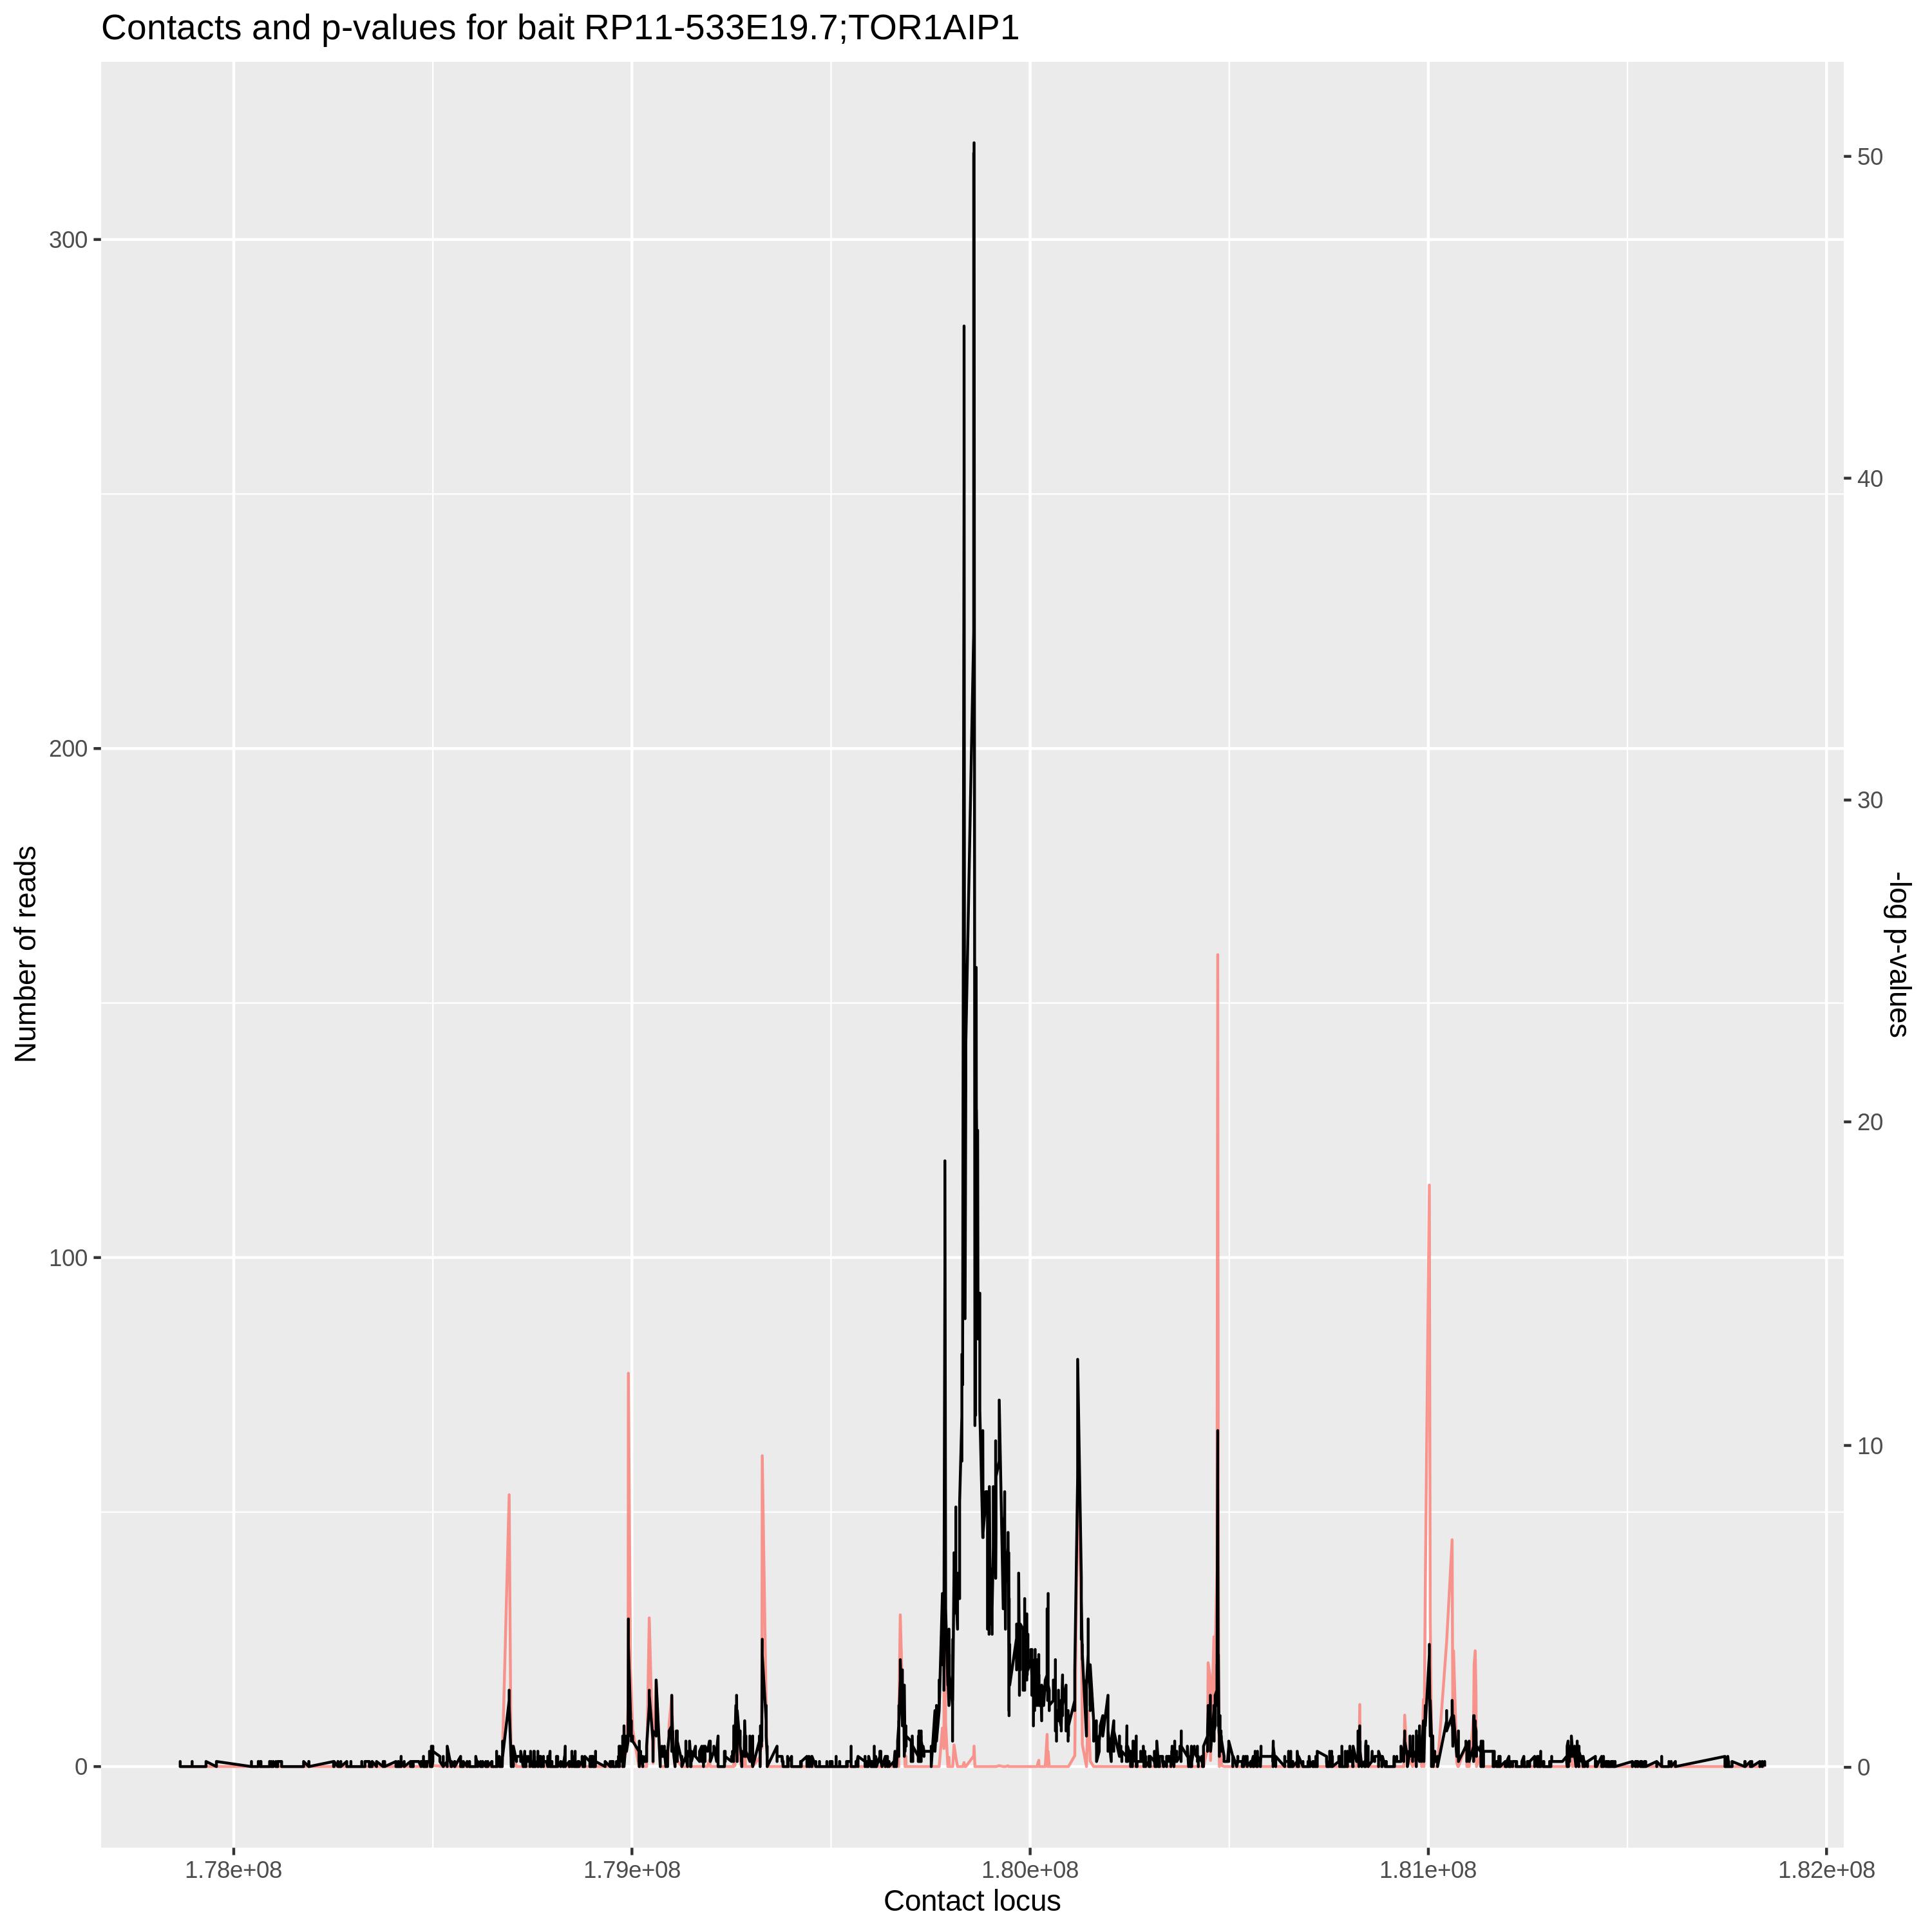 Contacts and p-values for bait RP11-533E19.7;TOR1AIP1
300
200
100
0
Number of reads
50
40
30
20
10
0
-log p-values
1.78e+08 1.79e+08 1.80e+08 1.81e+08 1.82e+08
Contact locus